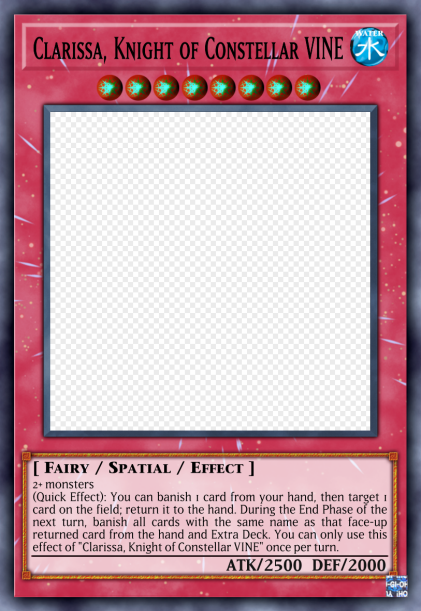 Clarissa, Knight of Constellar VINE
WATER
水
[ Fairy / Spatial / Effect ]
2+ monsters
(Quick Effect): You can banish 1 card from your hand, then target 1
card on the field; return it to the hand. During the End Phase of the
next turn, banish all cards with the same name as that face-up
returned card from the hand and Extra Deck. You can only use this
effect of "Clarissa, Knight of Constellar VINE" once per turn.
ATK/2500 DEF/2000